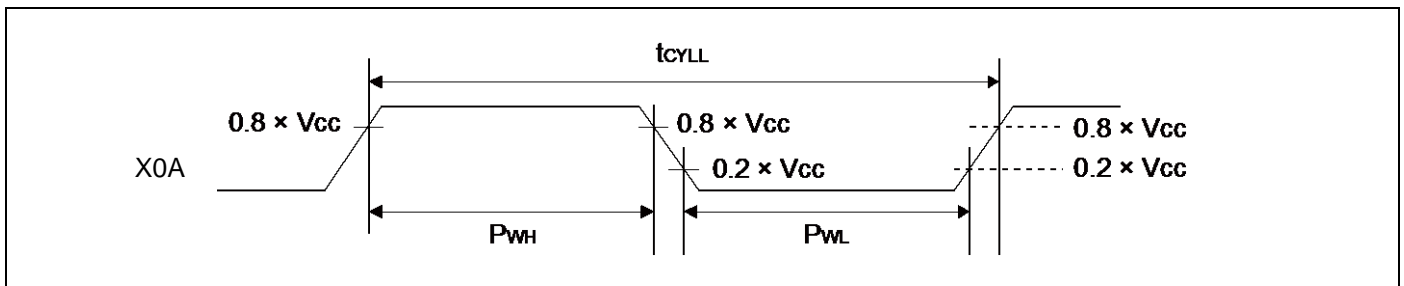 tCYLL
0.8 × Vcc
0.8 × Vcc
0.8 × Vcc
X0A
0.2 × Vcc
0.2 × Vcc
PWH
PWL